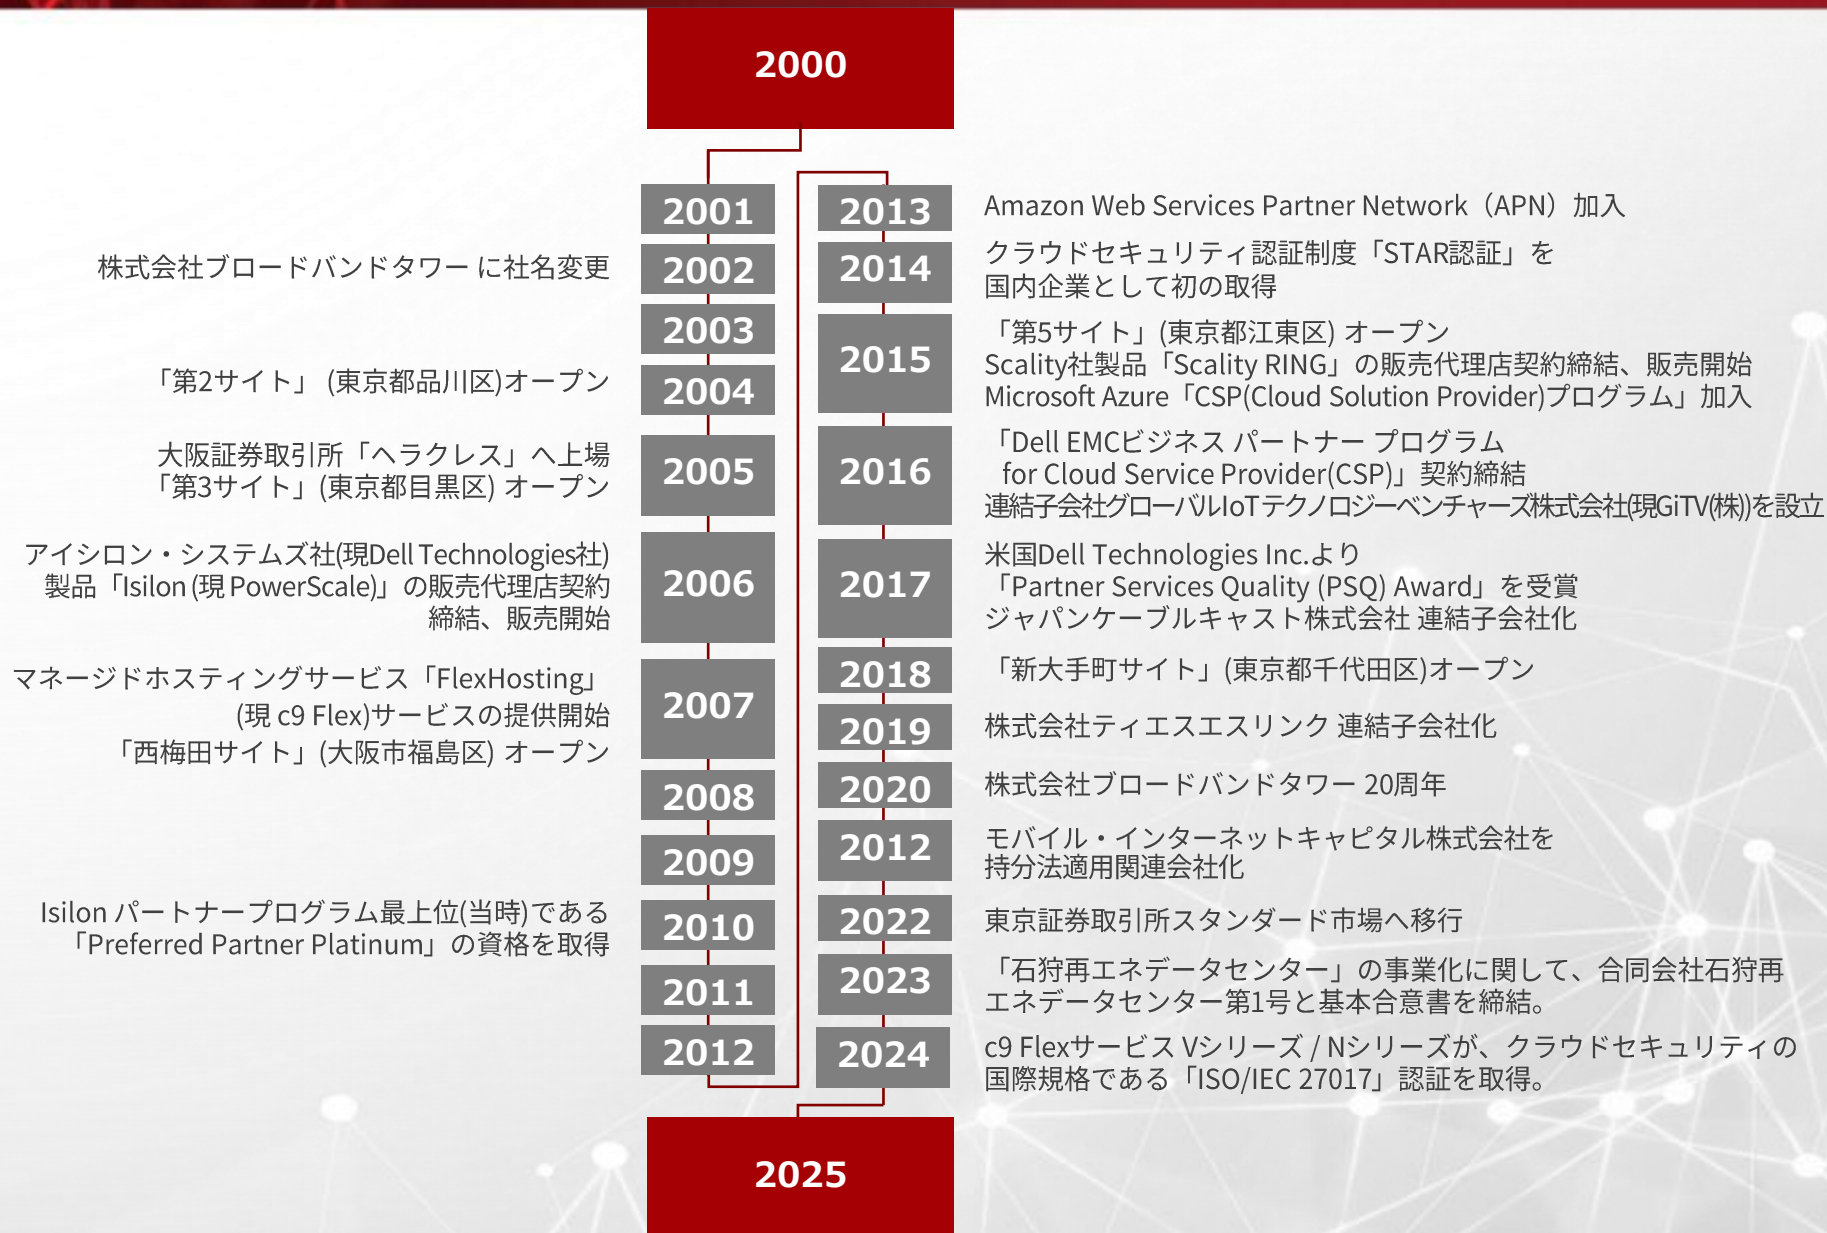 2000
2001
2002
株式会社ブロードバンドタワー に社名変更
2003
2004
「第2サイト」 (東京都品川区)オープン
2005
大阪証券取引所「ヘラクレス」へ上場
「第3サイト」(東京都目黒区) オープン
2006
アイシロン・システムズ社(現Dell Technologies社)
製品「Isilon (現 PowerScale)」の販売代理店契約
締結、販売開始
2007
マネージドホスティングサービス「FlexHosting」
(現 c9 Flex)サービスの提供開始
「西梅田サイト」(大阪市福島区) オープン
2008
2009
2010
Isilon パートナープログラム最上位(当時)である
「Preferred Partner Platinum」の資格を取得
2011
2012
2013
Amazon Web Services Partner Network（APN）加入
2014
クラウドセキュリティ認証制度「STAR認証」を
国内企業として初の取得
2015
「第5サイト」(東京都江東区) オープン
Scality社製品「Scality RING」の販売代理店契約締結、販売開始
Microsoft Azure「CSP(Cloud Solution Provider)プログラム」加入
2016
「Dell EMCビジネス パートナー プログラム
for Cloud Service Provider(CSP)」契約締結
連結子会社グローバルIoTテクノロジーベンチャーズ株式会社(現GiTV(株))を設立
2017
米国Dell Technologies Inc.より
「Partner Services Quality (PSQ) Award」を受賞
ジャパンケーブルキャスト株式会社 連結子会社化
2018
「新大手町サイト」(東京都千代田区)オープン
2019
株式会社ティエスエスリンク 連結子会社化
2020
株式会社ブロードバンドタワー 20周年
2012
モバイル・インターネットキャピタル株式会社を
持分法適用関連会社化
2022
東京証券取引所スタンダード市場へ移行
2023
「石狩再エネデータセンター」の事業化に関して、合同会社石狩再
エネデータセンター第1号と基本合意書を締結。
2024
c9 Flexサービス Vシリーズ / Nシリーズが、クラウドセキュリティの
国際規格である「ISO/IEC 27017」認証を取得。
2025